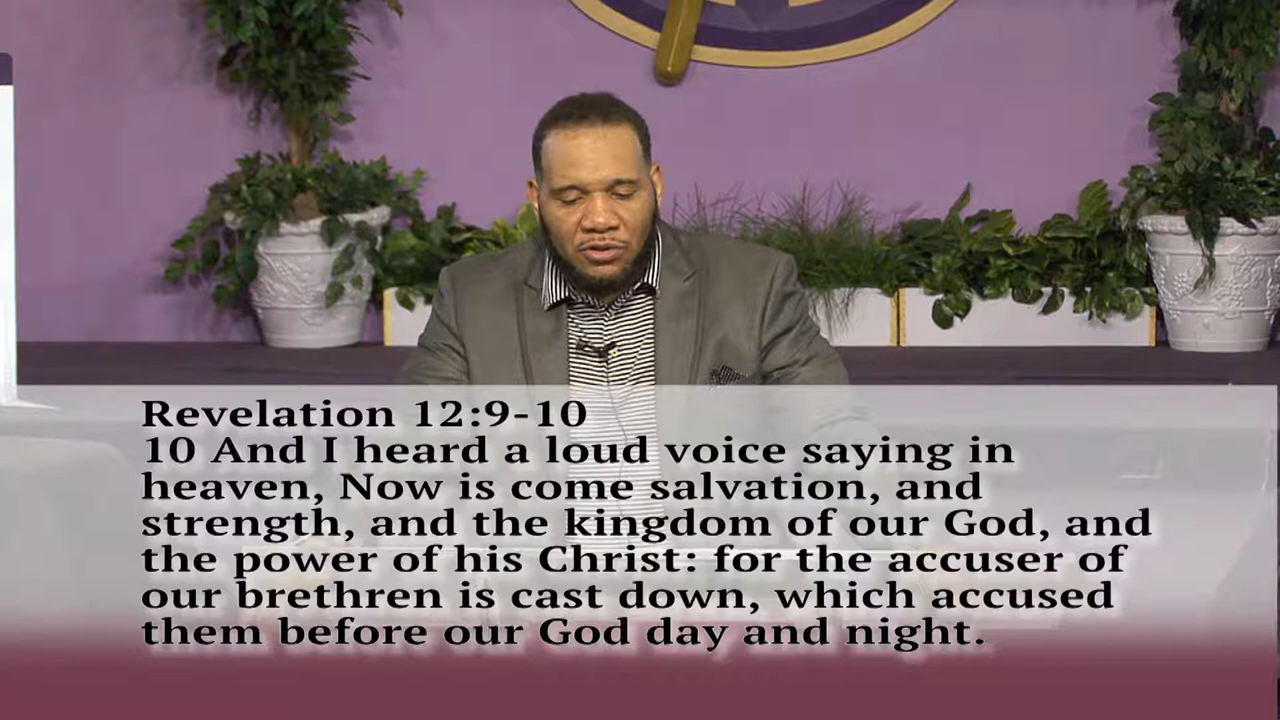 Revelation 12:9-10
10 And I heard a loud voice saying in
heaven, Now is come salvation, and
strength, and the kingdom of our God, and
the power of his Christ: for the accuser of
our brethren is cast down, which accused
them before our God day and night.